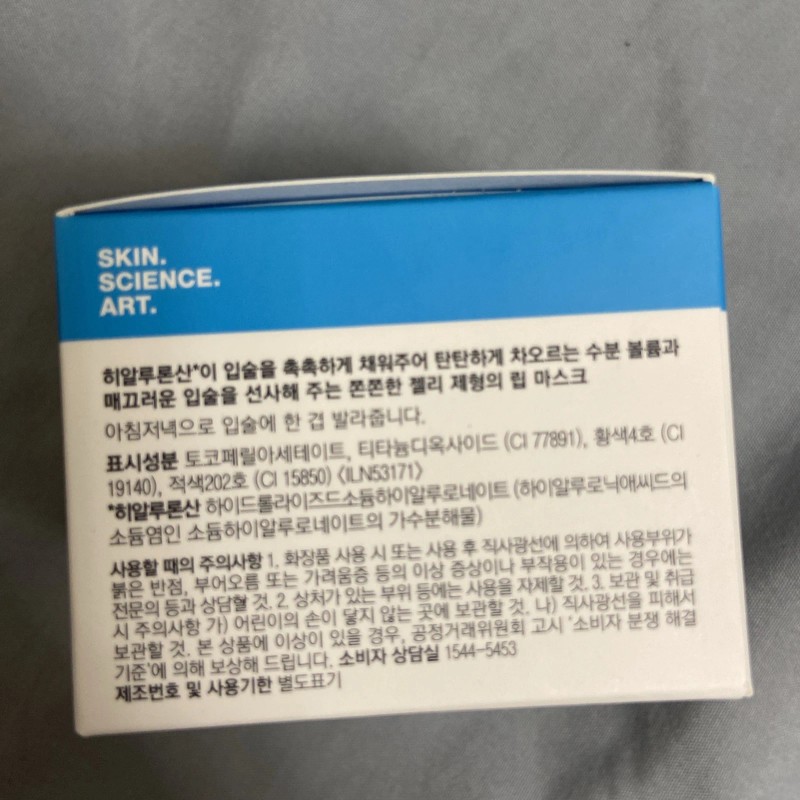 SKIN.
SCIENCE.
ART.
히알루론산*이 입술을 촉촉하게 채워주어 탄탄하게 차오르는 수분 볼륨과
매끄러운 입술을 선사해 주는 쫀쫀한 젤리 제형의 립 마스크
아침저녁으로 입술에 한 겹 발라줍니다.
표시성분 토코페릴아세테이트, 티타늄디옥사이드 (CI 77891), 황색4호 (CI
19140), 적색202호 (CI 15850) <ILN53171>
*히알루론산 하이드롤라이즈드소듐하이알루로네이트 (하이알루로닉애씨드의
소듐염인 소듐하이알루로네이트의 가수분해물)
사용할 때의 주의사항 1. 화장품 사용 시 또는 사용 후 직사광선에 의하여 사용부위가
붉은 반점, 부어오름 또는 가려움증 등의 이상 증상이나 부작용이 있는 경우에는
전문의 등과 상담할 것. 2. 상처가 있는 부위 등에는 사용을 자제할 것. 3. 보관 및 취급
시 주의사항 가) 어린이의 손이 닿지 않는 곳에 보관할 것. 나) 직사광선을 피해서
보관할 것. 본 상품에 이상이 있을 경우, 공정거래위원회 고시 '소비자 분쟁 해결
기준'에 의해 보상해 드립니다. 소비자 상담실 1544-5453
제조번호 및 사용기한 별도표기